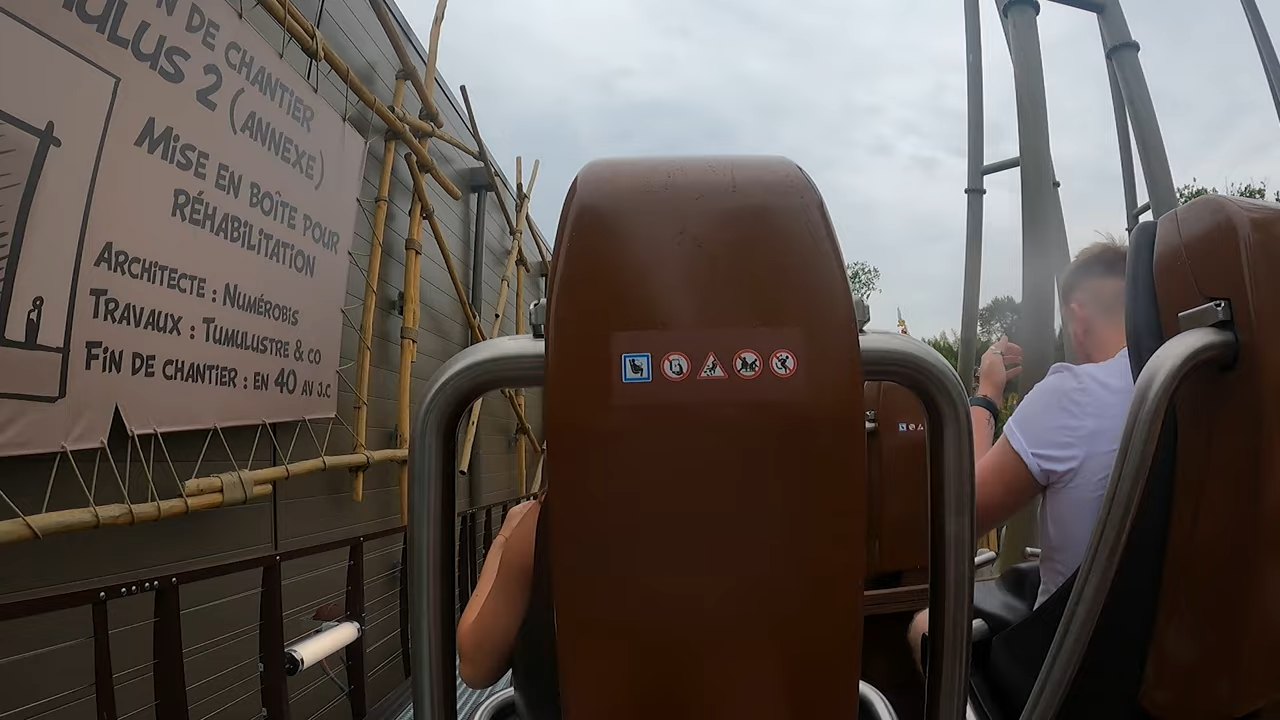 N DE CHANTIER
ULUS 2 (ANNEXE)
MISE EN BOÎTE POUR
RÉHABILITATION
ARCHITECTE : NUMÉROBIS
TRAVAUX : TUMULUSTRE & CO
FIN DE CHANTIER : EN 40 AV J.C